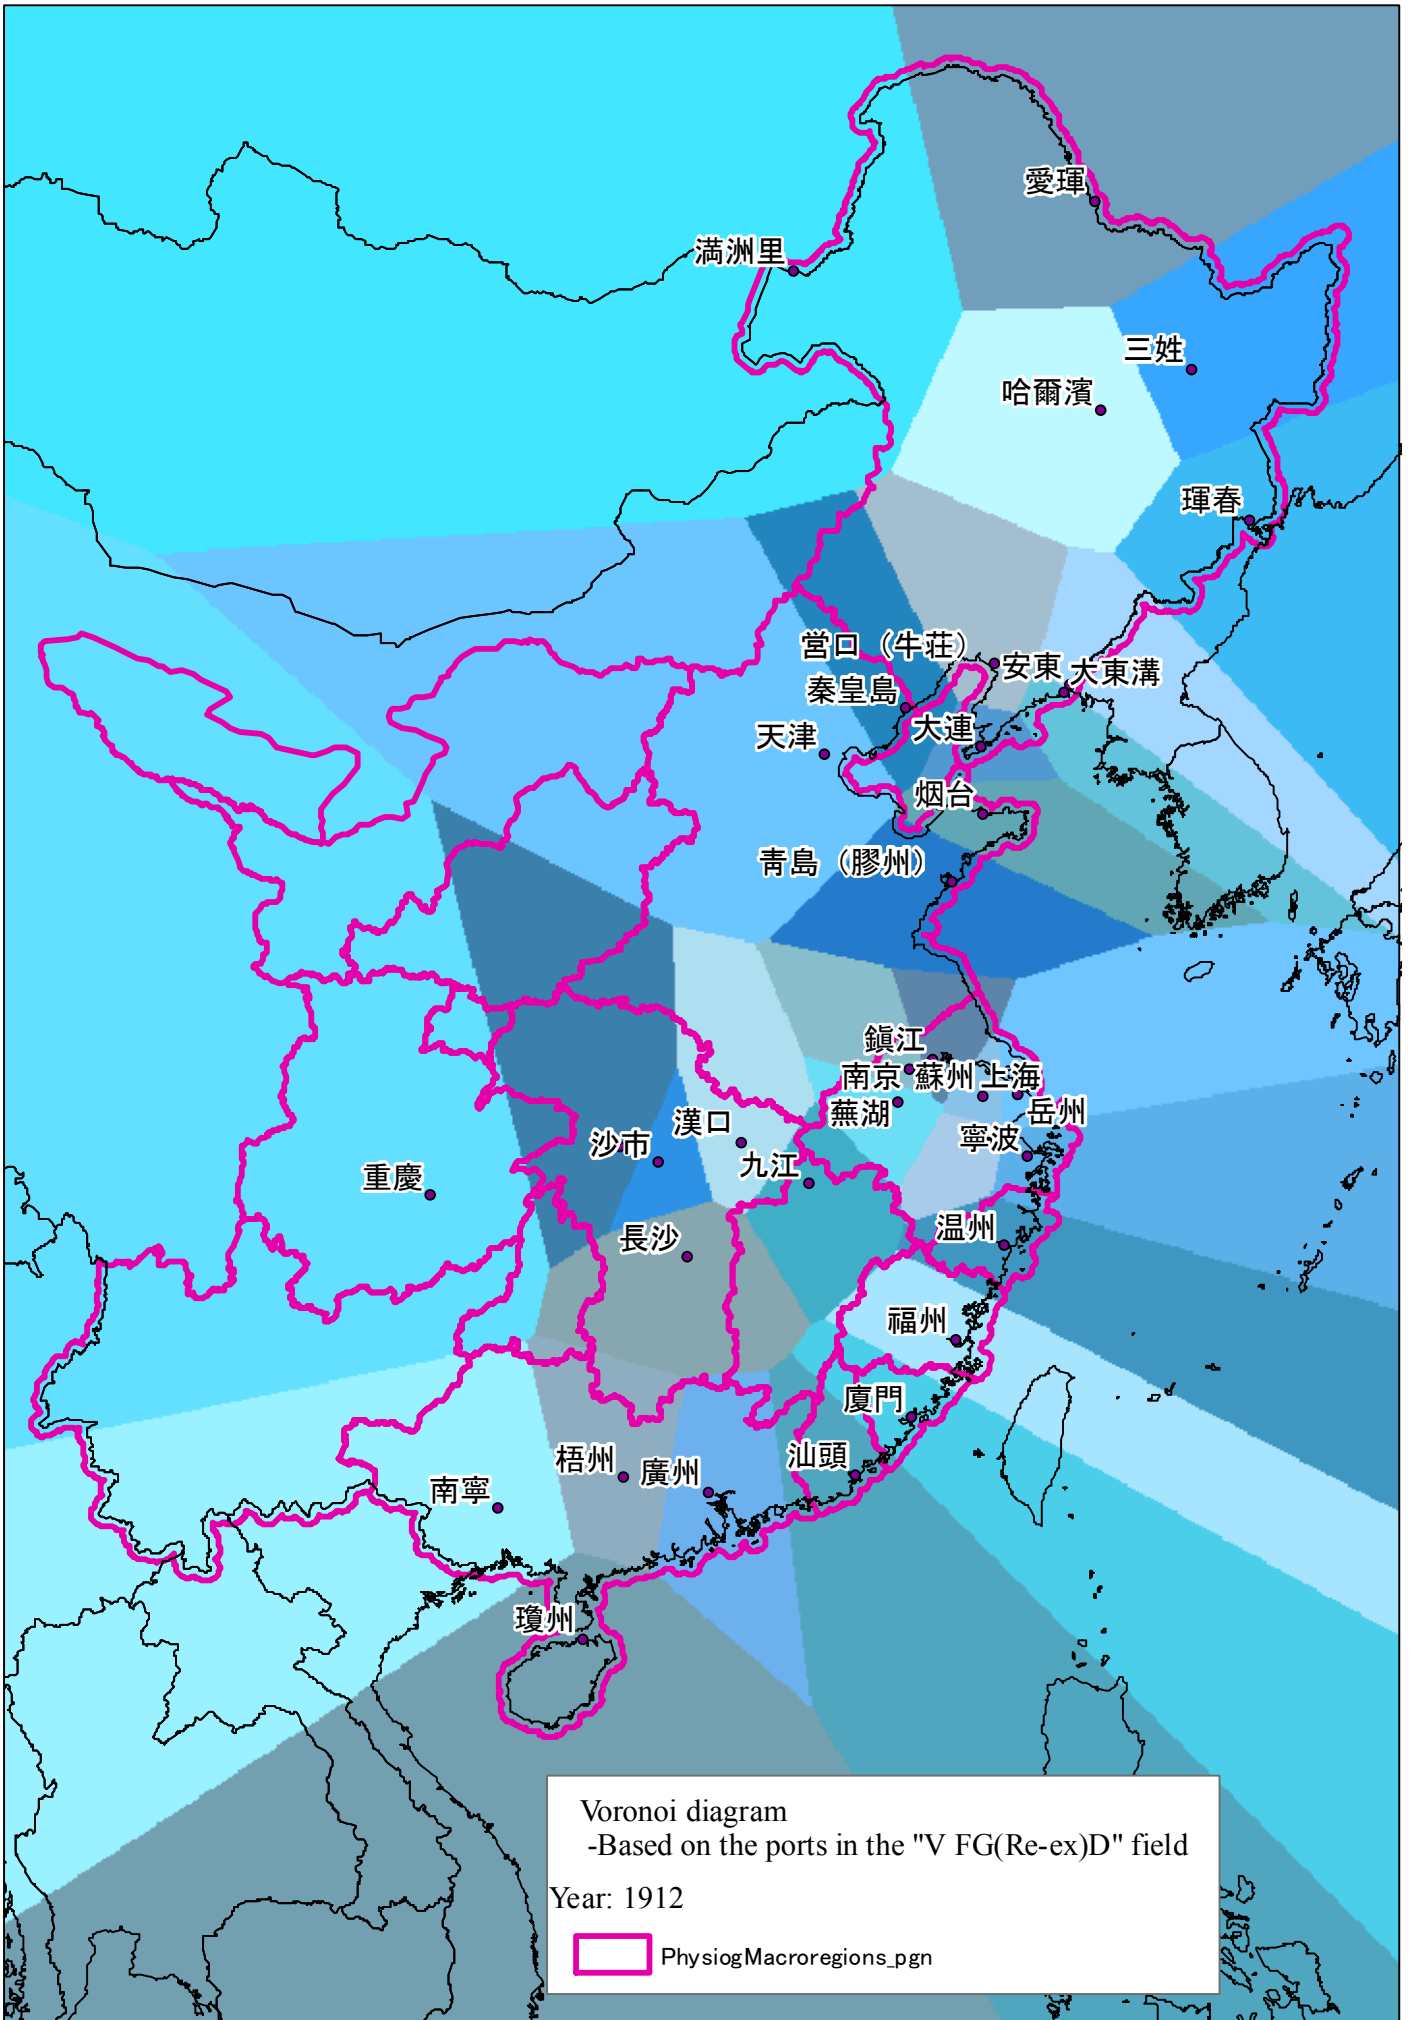 愛琿
満洲里
三姓
哈爾濱
琿春
営口（牛荘）
安東
大東溝
秦皇島
大連
天津
烟台
青島（膠州）
鎭江
南京
蘇州
上海
蕪湖
岳州
漢口
沙市
寧波
九江
重慶
温州
長沙
福州
廈門
汕頭
梧州
廣州
南寧
瓊州
Voronoi diagram
-Based on the ports in the "V FG(Re-ex)D" field
Year: 1912
PhysiogMacroregions_pgn